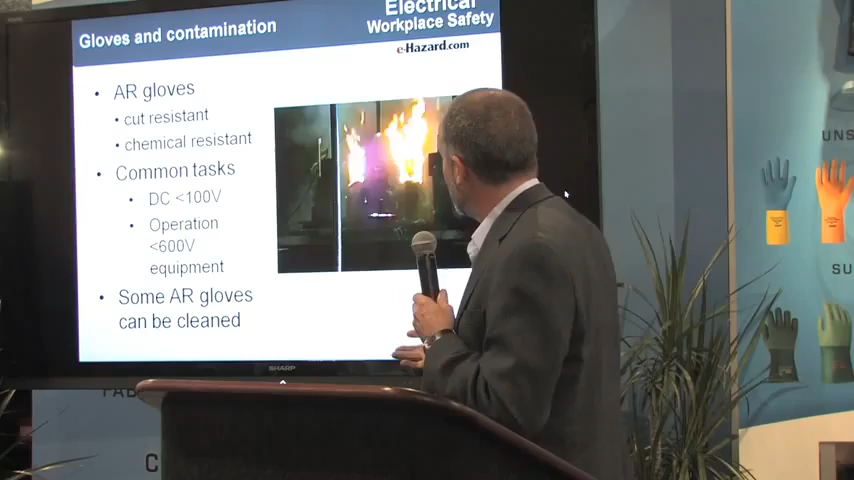 Gloves and contamination
Electrical
Workplace Safety
e-Hazard.com
• AR gloves
• cut resistant
• chemical resistant
• Common tasks
• DC <100V
• Operation
<600V
equipment
• Some AR gloves
can be cleaned
SHARP
UNS
SU
FAB
C